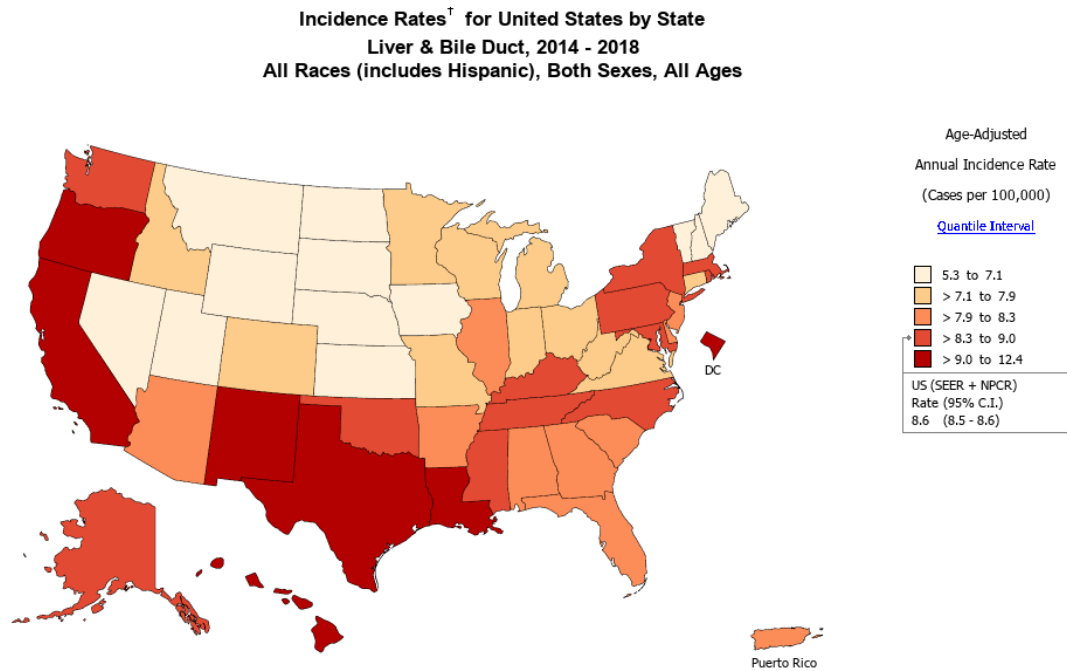 Incidence Rates† for United States by State
Liver & Bile Duct, 2014 - 2018
All Races (includes Hispanic), Both Sexes, All Ages
Age-Adjusted
Annual Incidence Rate
(Cases per 100,000)
Quantile Interval
5.3 to 7.1
> 7.1 to 7.9
> 7.9 to 8.3
> 8.3 to 9.0
> 9.0 to 12.4
US (SEER + NPCR)
Rate (95% C.I.)
8.6 (8.5 - 8.6)
DC
Puerto Rico